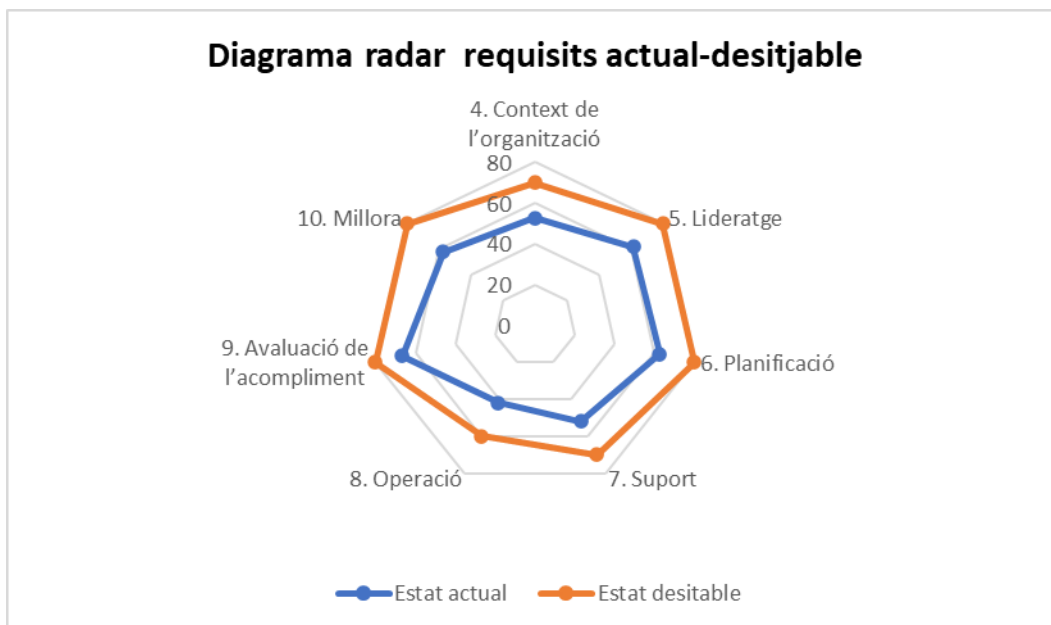 Diagrama radar requisits actual-desitjable
4. Context de
l'organització
80
60
40
20
0
10. Millora
5. Lideratge
9. Avaluació de
l'acompliment
6. Planificació
8. Operació
7. Suport
Estat actual
Estat desitable